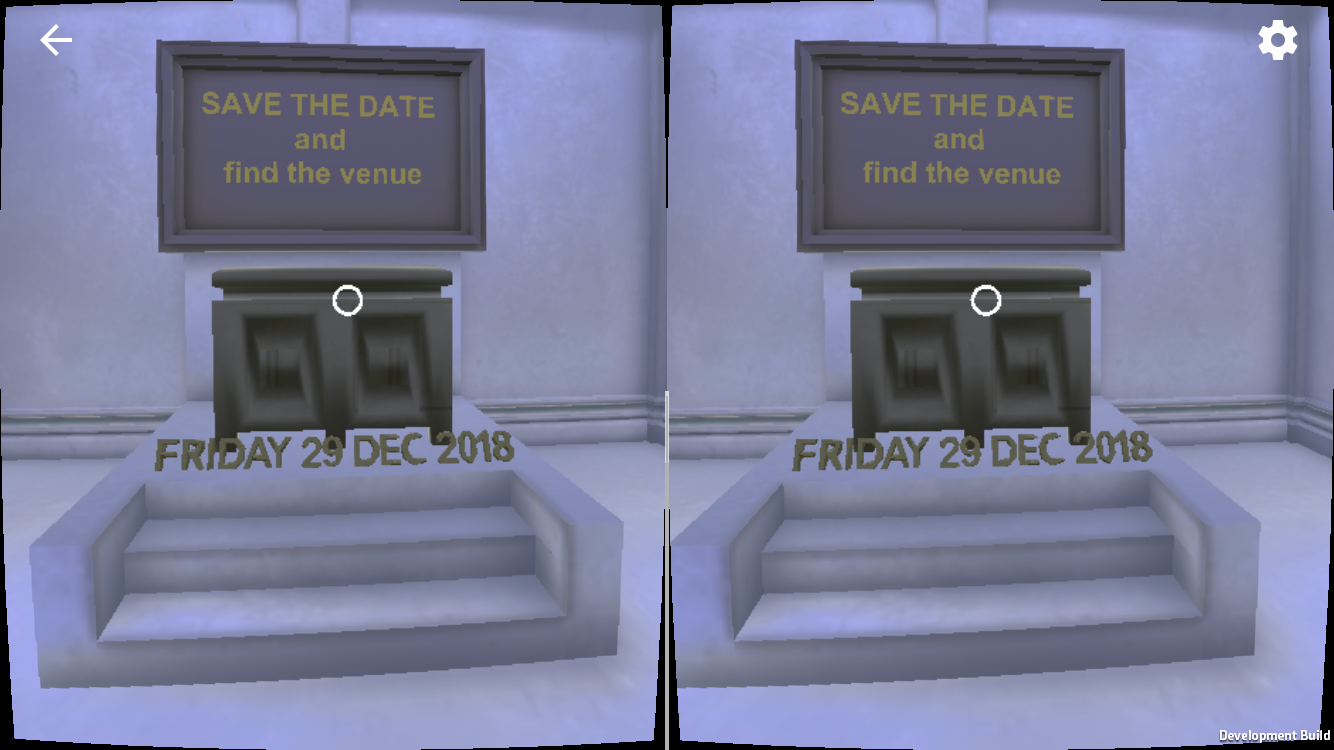 SAVE THE DATE
and
find the venue
FRIDAY 29 DEC 2018
SAVE THE DATE
and
find the venue
FRIDAY 29 DEC 2018
Development Build